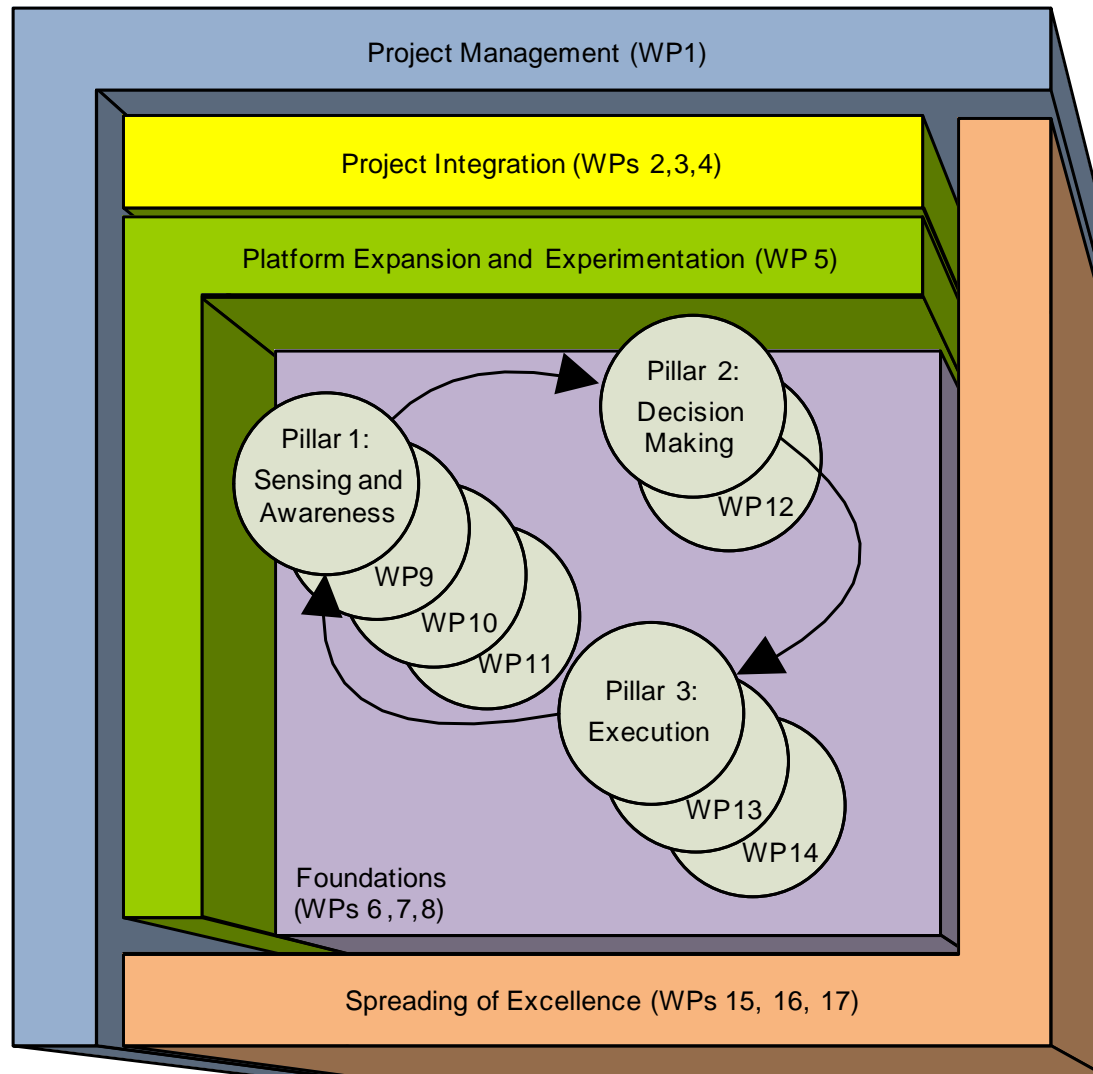 Project Management (WP1)
Project Integration (WPs 2,3,4)
Platform Expansion and Experimentation (WP 5)
Pillar 1:
Sensing and
Awareness
WP9
WP10
WP11
Pillar 2:
Decision
Making
WP12
Pillar 3:
Execution
WP13
WP14
Foundations
(WPs 6,7,8)
Spreading of Excellence (WPs 15, 16, 17)